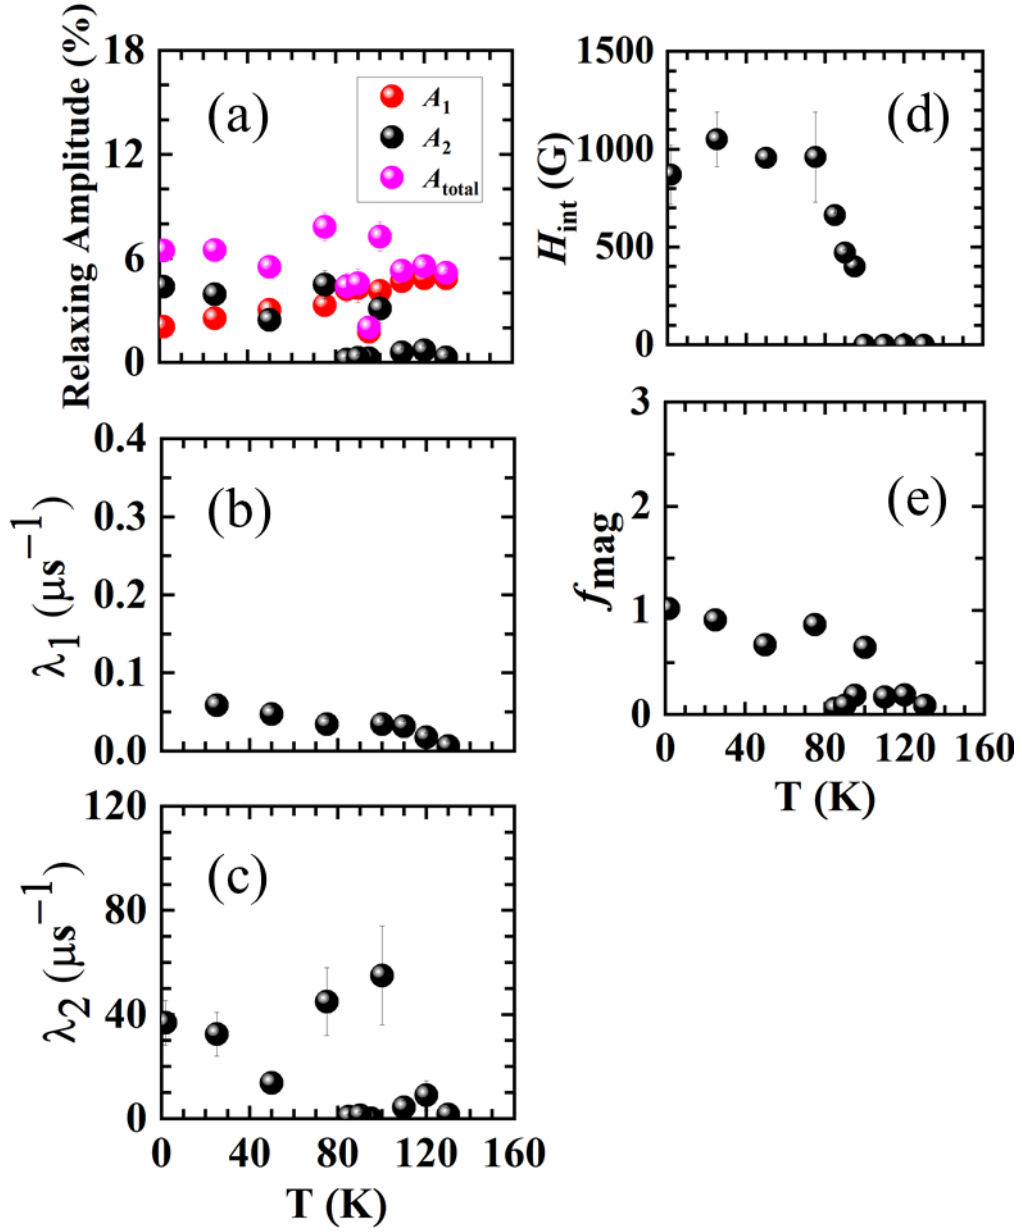 Relaxing Amplitude (%)
18
12
6
0
(a)
A1
A2
Atotal
λ1 (μs−1)
0.4
0.3
0.2
0.1
0.0
(b)
λ2 (μs−1)
120
80
40
0
(c)
0 40 80 120 160
T (K)
Hint (G)
1500
1000
500
0
(d)
fmag
3
2
1
0
(e)
0 40 80 120 160
T (K)